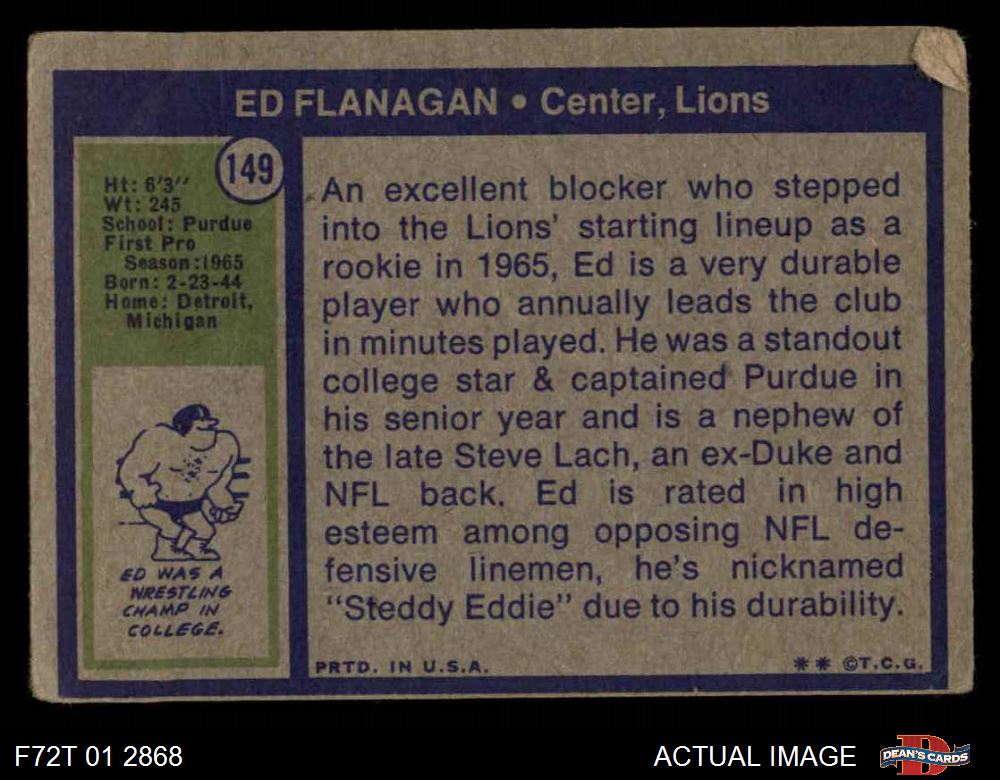 ED FLANAGAN • Center, Lions
149
Ht: 6'3"
Wt: 245
School: Purdue
First Pro
Season:1965
Born: 2-23-44
Home: Detroit,
Michigan
ED WAS A
WRESTLING
CHAMP IN
COLLEGE.
An excellent blocker who stepped
into the Lions' starting lineup as a
rookie in 1965, Ed is a very durable
player who annually leads the club
in minutes played. He was a standout
college star & captained Purdue in
his senior year and is a nephew of
the late Steve Lach, an ex-Duke and
NFL back. Ed is rated in high
esteem among opposing NFL de-
fensive linemen, he's nicknamed
"Steddy Eddie" due to his durability.
PRTD. IN U.S.A.
** ©T.C.G.
F72T 01 2868
ACTUAL IMAGE
DEAN'S CARDS